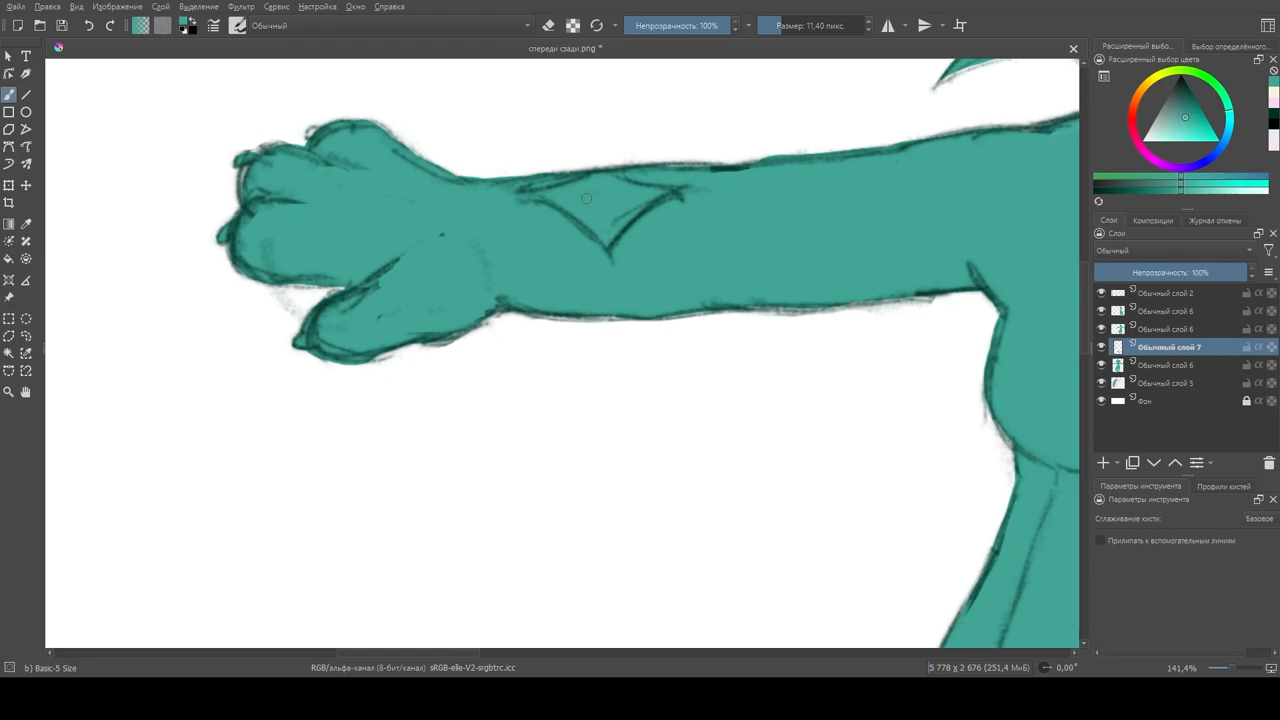 Файл Правка Вид Изображение Слой Выделение Фильтр Сервис Настройка Окно Справка
Обычный Непрозрачность: 100% Размер: 11,40 пикс.
спереди сзади.png *
Расширенный выбо... Выбор определённого...
Расширенный выбор цвета
Слои Композиции Журнал отмены
Слои
Обычный
Непрозрачность: 100%
Обычный слой 2
Обычный слой 6
Обычный слой 6
Обычный слой 7
Обычный слой 6
Обычный слой 5
Фон
Параметры инструмента Профили кистей
Параметры инструмента
Сглаживание кисти: Базовое
Прилипать к вспомогательным линиям
b) Basic-5 Size RGB/альфа-канал (8-бит/канал) sRGB-elle-V2-srgbtrc.icc 5 778 x 2 676 (251,4 МиБ) 0,00° 141,4%